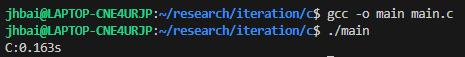 jhbai@LAPTOP-CNE4URJP:~/research/iteration/c$ gcc -o main main.c
jhbai@LAPTOP-CNE4URJP:~/research/iteration/c$ ./main
C:0.163s